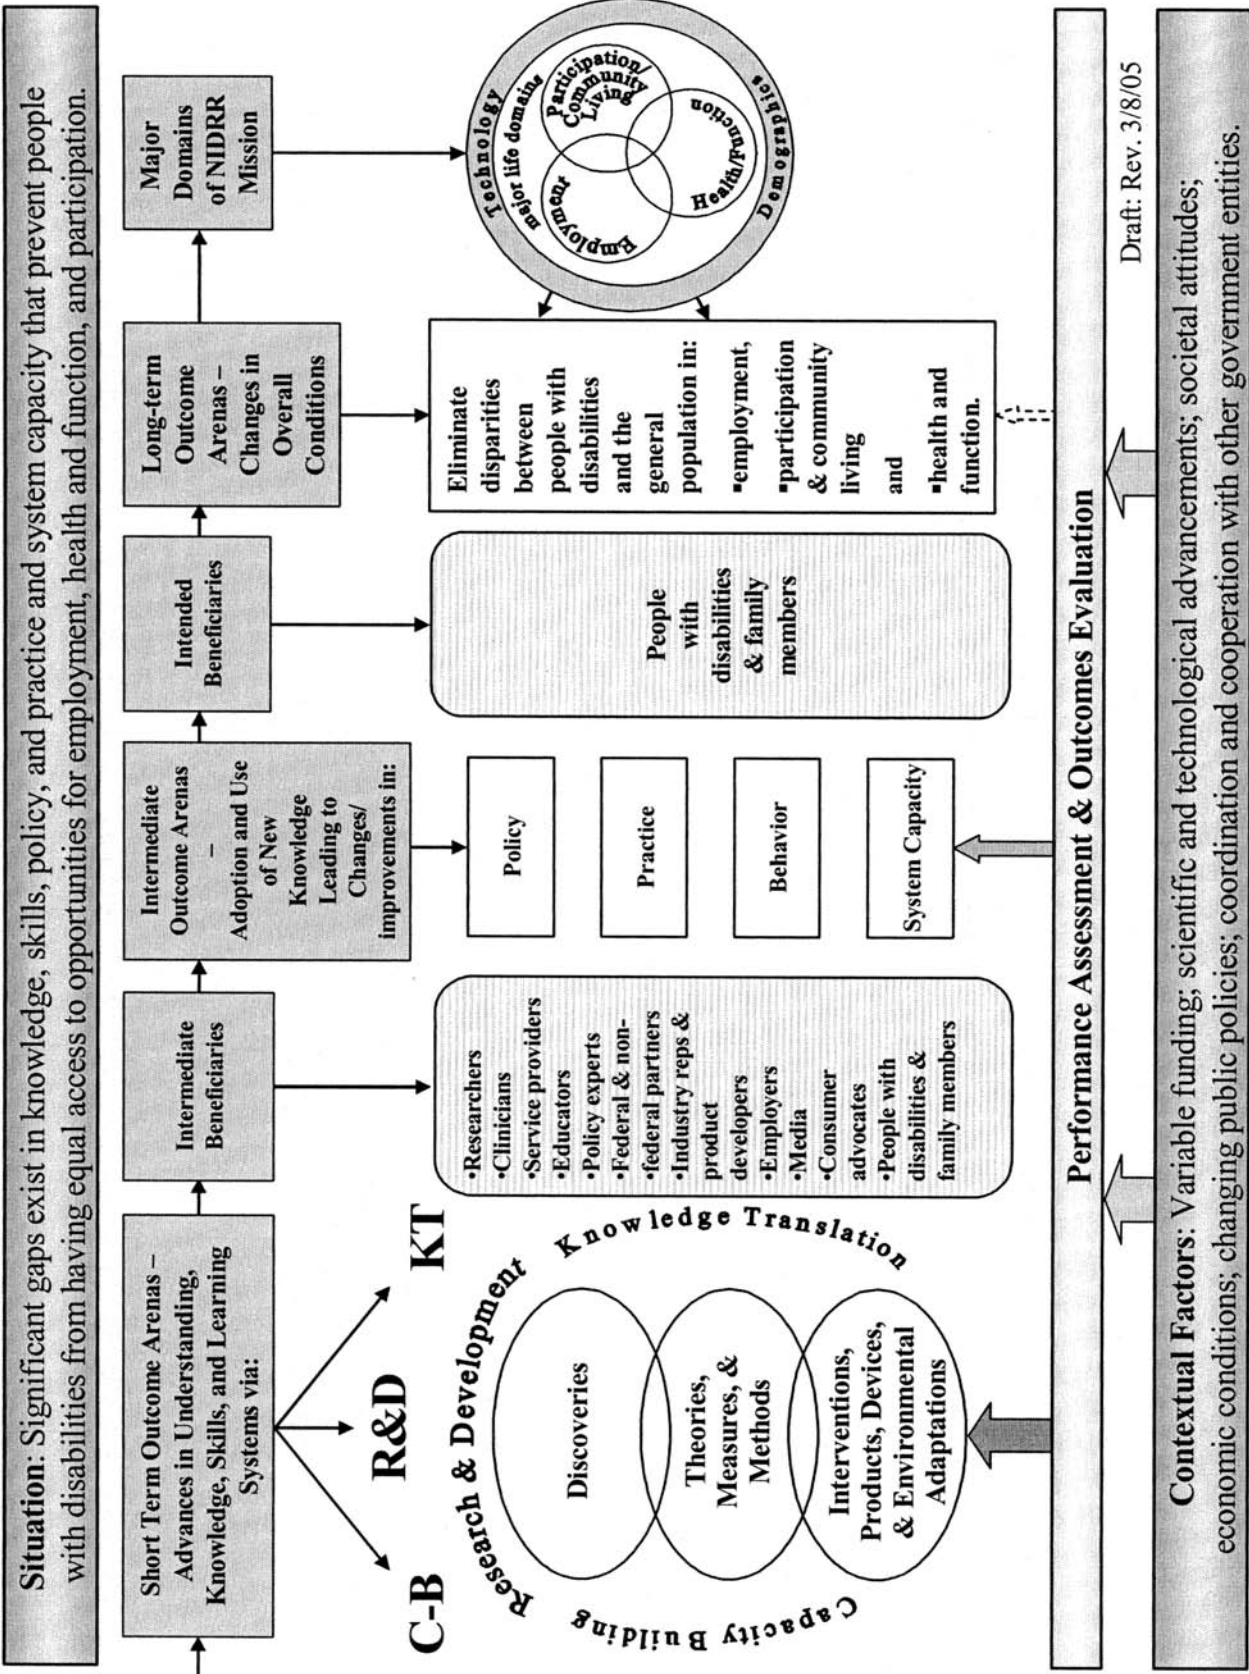 Situation: Significant gaps exist in knowledge, skills, policy, and practice and system capacity that prevent people
with disabilities from having equal access to opportunities for employment, health and function, and participation.
Short Term Outcome Arenas –
Advances in Understanding,
Knowledge, Skills, and Learning
Systems via:
Intermediate
Beneficiaries
Intermediate
Outcome Arenas
–
Adoption and Use
of New
Knowledge
Leading to
Changes/
improvements in:
Intended
Beneficiaries
Long-term
Outcome
Arenas –
Changes in
Overall
Conditions
Major
Domains
of NIDRR
Mission
C-B
R&D
KT
Research & Development
Knowledge Translation
Capacity Building
Discoveries
Theories,
Measures, &
Methods
Interventions,
Products, Devices,
& Environmental
Adaptations
•Researchers
•Clinicians
•Service providers
•Educators
•Policy experts
•Federal & non-
•federal partners
•Industry reps &
product
developers
•Employers
•Media
•Consumer
advocates
•People with
disabilities &
family members
Policy
Practice
Behavior
System Capacity
People
with
disabilities
& family
members
Eliminate
disparities
between
people with
disabilities
and the
general
population in:
▪employment,
▪participation
& community
living
and
▪health and
function.
Technology
major life domains
Employment
Participation/
Community
Living
Health/Function
Demographics
Performance Assessment & Outcomes Evaluation
Draft: Rev. 3/8/05
Contextual Factors: Variable funding; scientific and technological advancements; societal attitudes;
economic conditions; changing public policies; coordination and cooperation with other government entities.